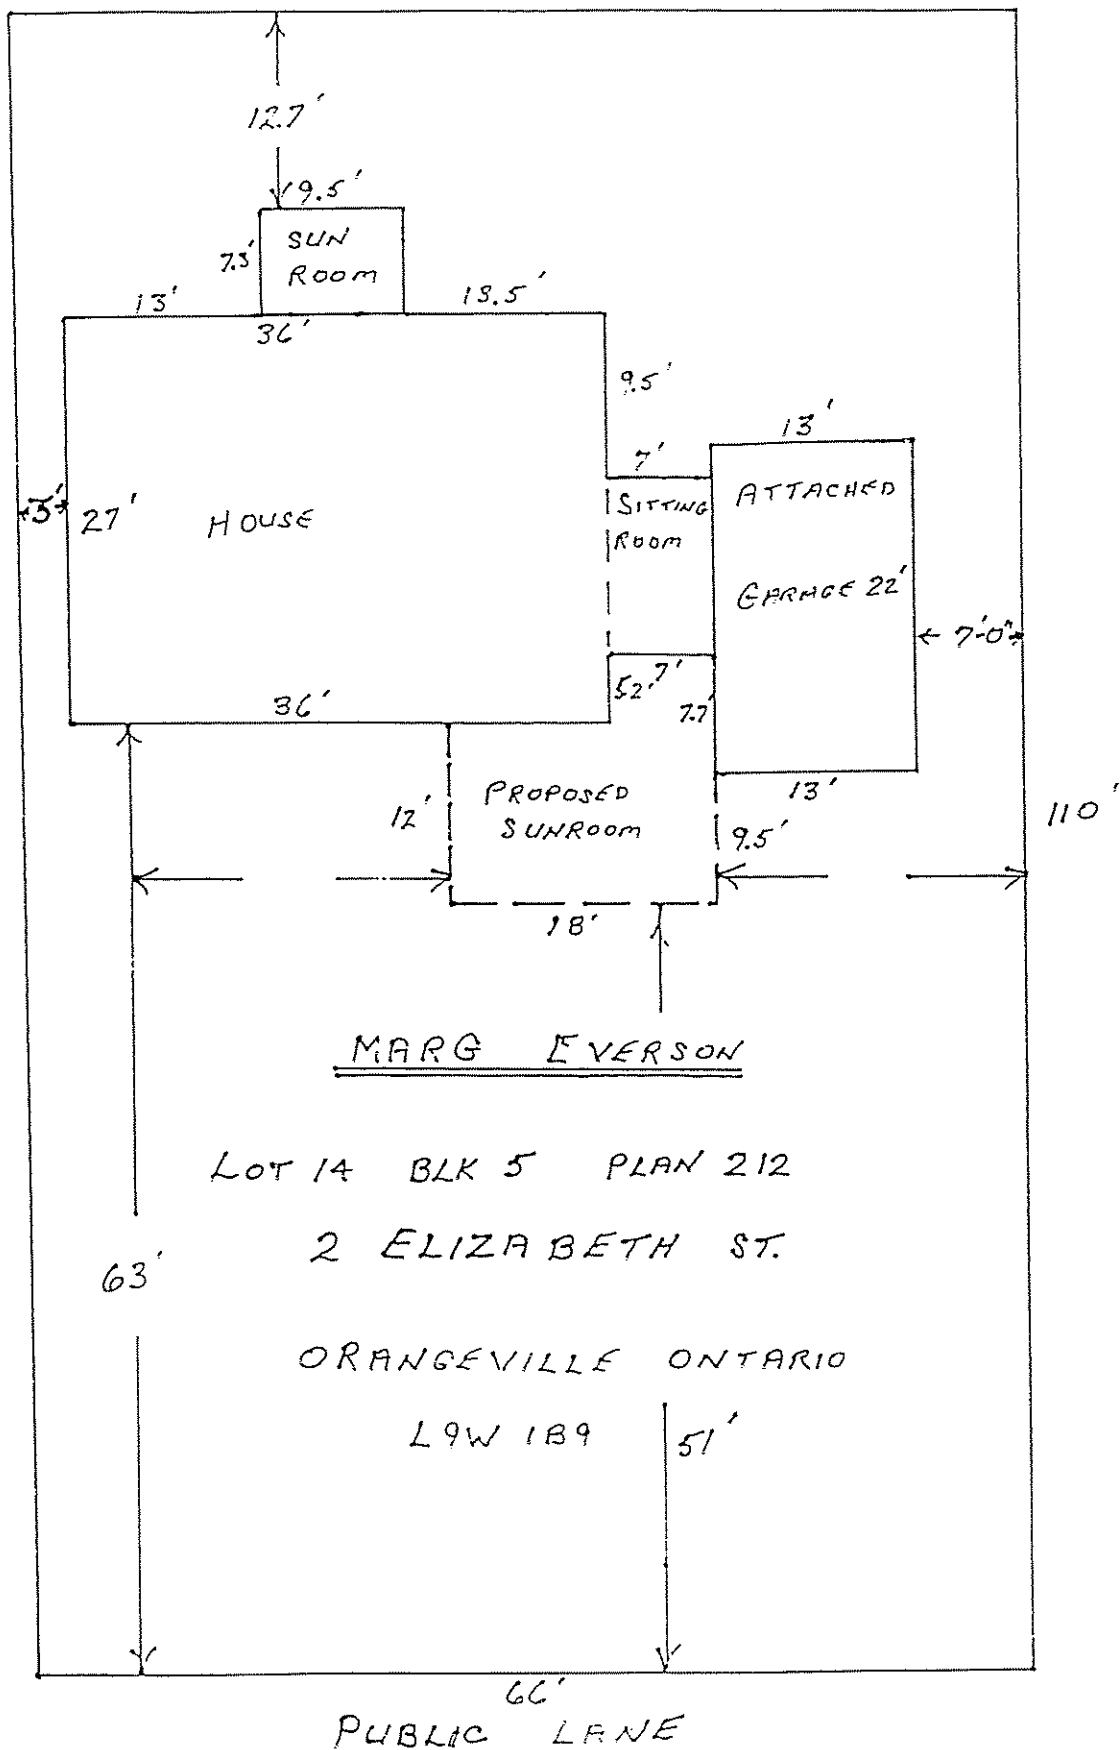 12.7'
9.5'
7.3'
SUN
ROOM
13'
13.5'
36'
9.5'
13'
7'
5'
27'
HOUSE
SITTING
ROOM
ATTACHED
GARAGE 22'
7'-0"
36'
5.2'
7'
7.7'
13'
12'
PROPOSED
SUNROOM
9.5'
110'
18'
MARG EVERSON
LOT 14 BLK 5 PLAN 212
2 ELIZABETH ST.
63'
ORANGEVILLE ONTARIO
L9W 1B9
51'
66'
PUBLIC LANE